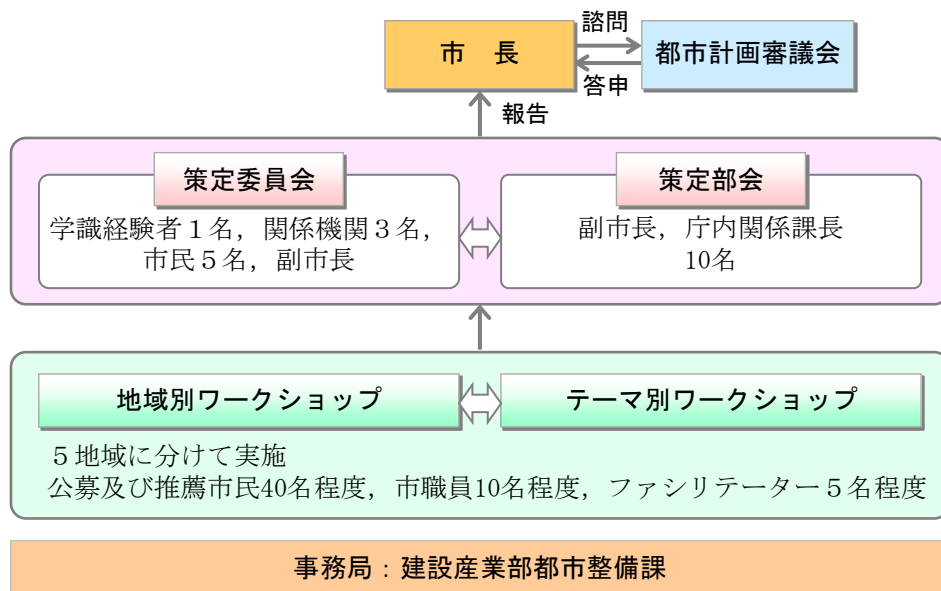 市　長
諮問
答申
都市計画審議会
報告
策定委員会
学識経験者１名，関係機関３名，
市民５名，副市長
策定部会
副市長，庁内関係課長
10名
地域別ワークショップ
テーマ別ワークショップ
５地域に分けて実施
公募及び推薦市民40名程度，市職員10名程度，ファシリテーター５名程度
事務局：建設産業部都市整備課